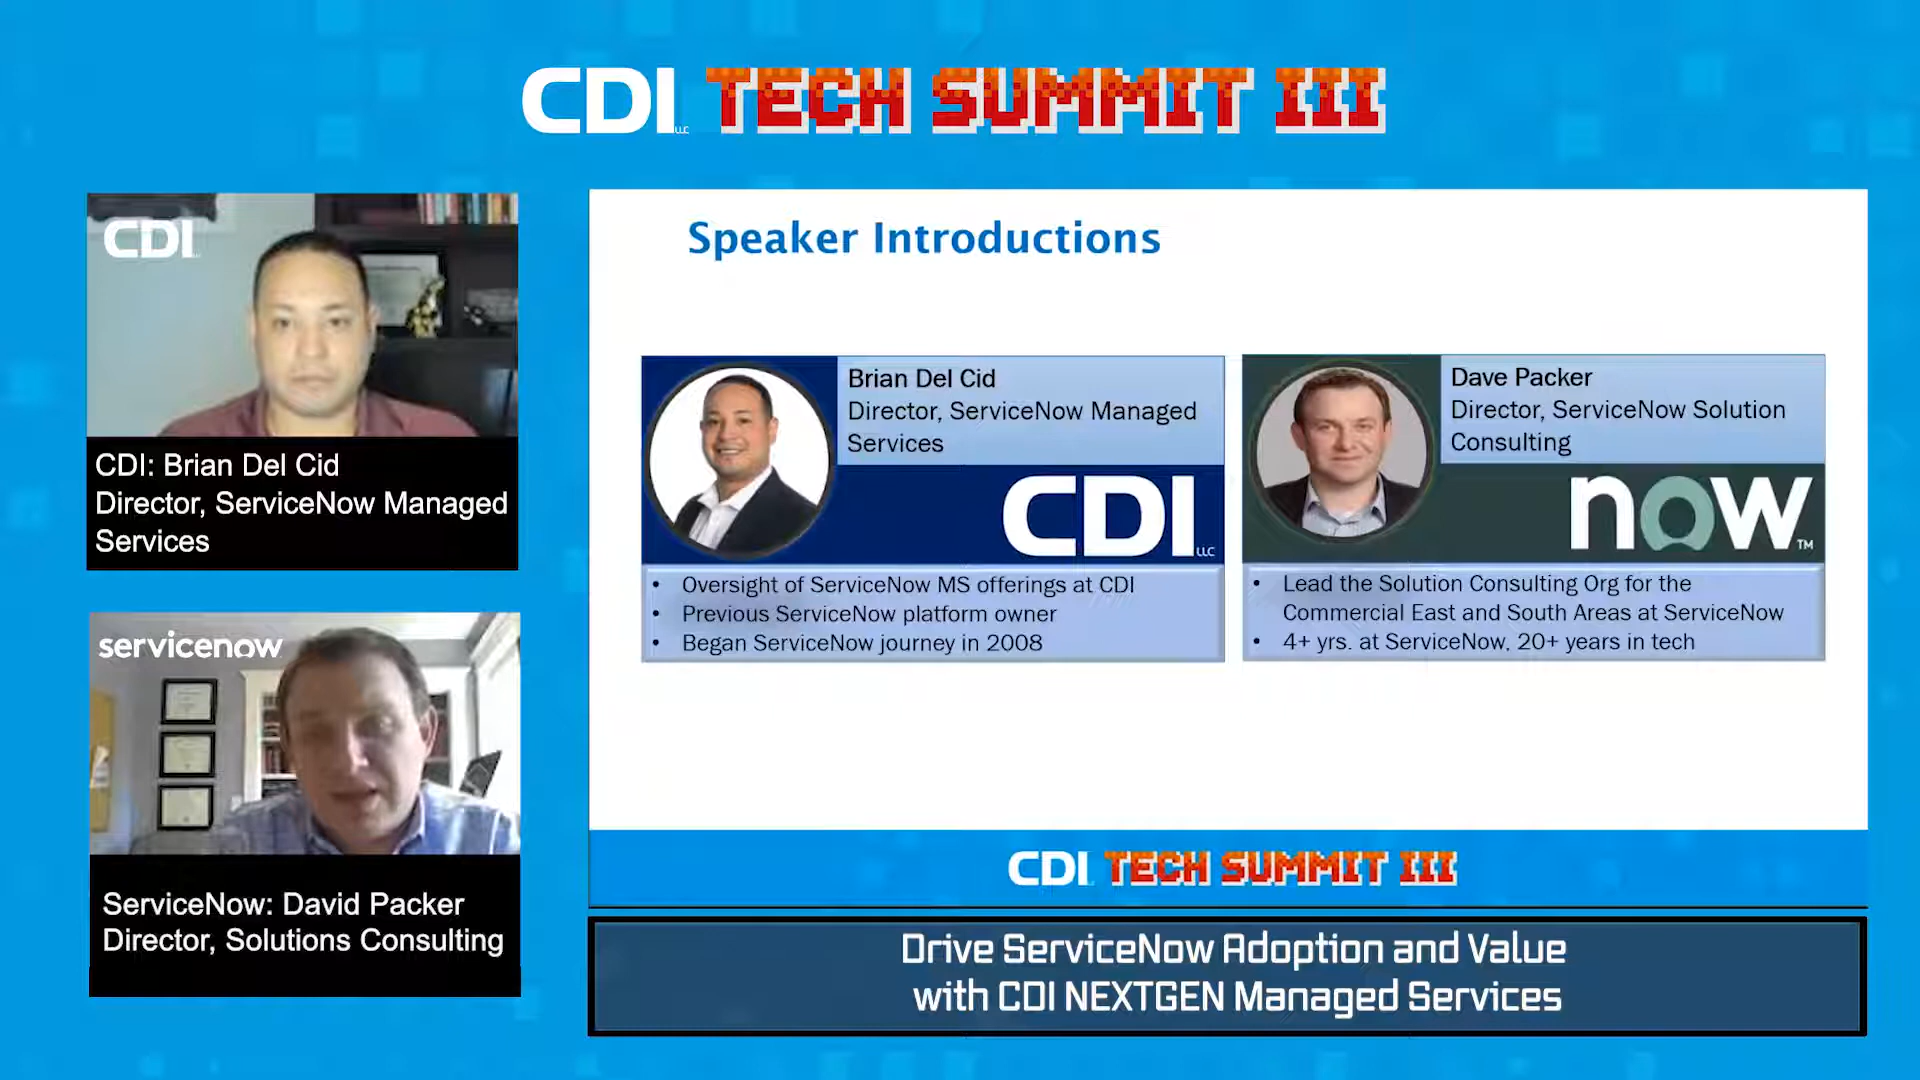 CDI LLC TECH SUMMIT III
CDI
CDI: Brian Del Cid
Director, ServiceNow Managed
Services
servicenow
ServiceNow: David Packer
Director, Solutions Consulting
Speaker Introductions
Brian Del Cid
Director, ServiceNow Managed
Services
CDI LLC
• Oversight of ServiceNow MS offerings at CDI
• Previous ServiceNow platform owner
• Began ServiceNow journey in 2008
Dave Packer
Director, ServiceNow Solution
Consulting
now TM
• Lead the Solution Consulting Org for the
Commercial East and South Areas at ServiceNow
• 4+ yrs. at ServiceNow, 20+ years in tech
CDI TECH SUMMIT III
Drive ServiceNow Adoption and Value
with CDI NEXTGEN Managed Services